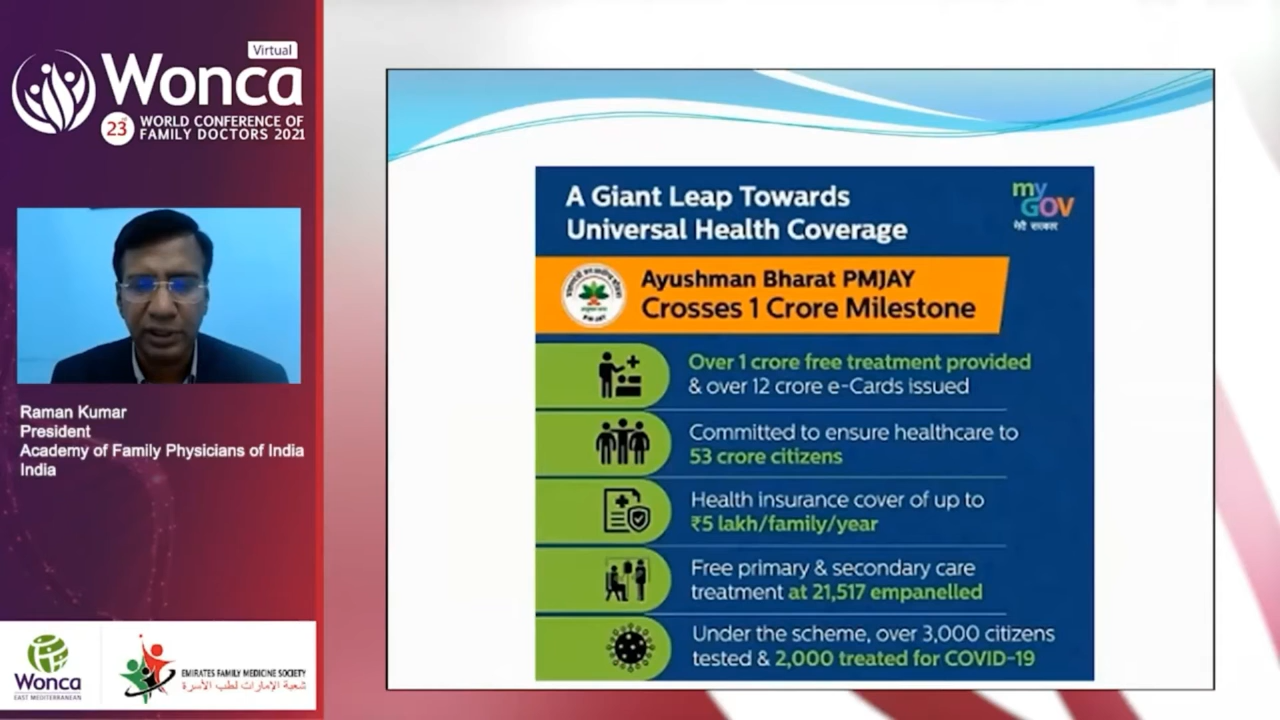 Virtual
Wonca
23rd WORLD CONFERENCE OF
FAMILY DOCTORS 2021
Raman Kumar
President
Academy of Family Physicians of India
India
Wonca
EAST MEDITERRANEAN
EMIRATES FAMILY MEDICINE SOCIETY
شعبة الإمارات لطب الأسرة
A Giant Leap Towards
Universal Health Coverage
my
GOV
मेरी सरकार
Ayushman Bharat PMJAY
Crosses 1 Crore Milestone
Over 1 crore free treatment provided
& over 12 crore e-Cards issued
Committed to ensure healthcare to
53 crore citizens
Health insurance cover of up to
₹5 lakh/family/year
Free primary & secondary care
treatment at 21,517 empanelled
Under the scheme, over 3,000 citizens
tested & 2,000 treated for COVID-19